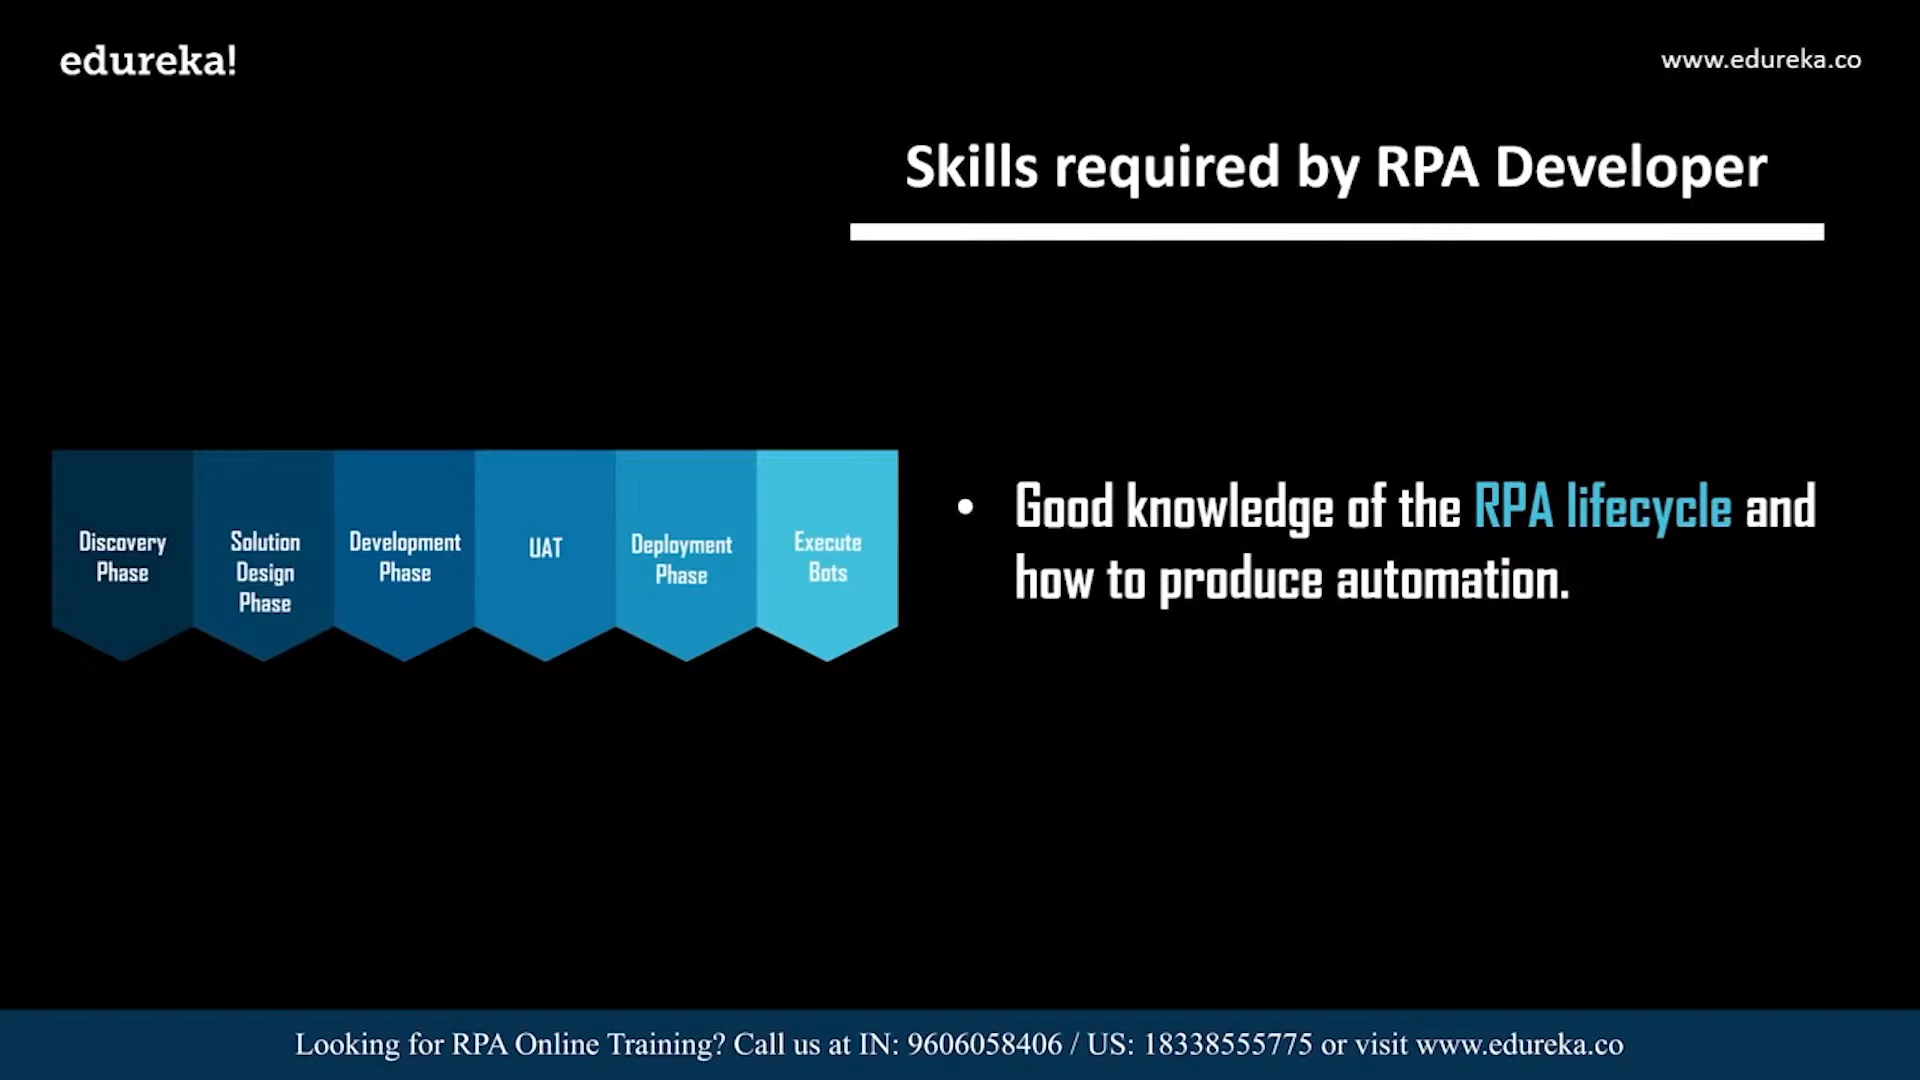 edureka!
www.edureka.co
Skills required by RPA Developer
Discovery
Phase
Solution
Design
Phase
Development
Phase
UAT
Deployment
Phase
Execute
Bots
• Good knowledge of the RPA lifecycle and
how to produce automation.
Looking for RPA Online Training? Call us at IN: 9606058406 / US: 18338555775 or visit www.edureka.co